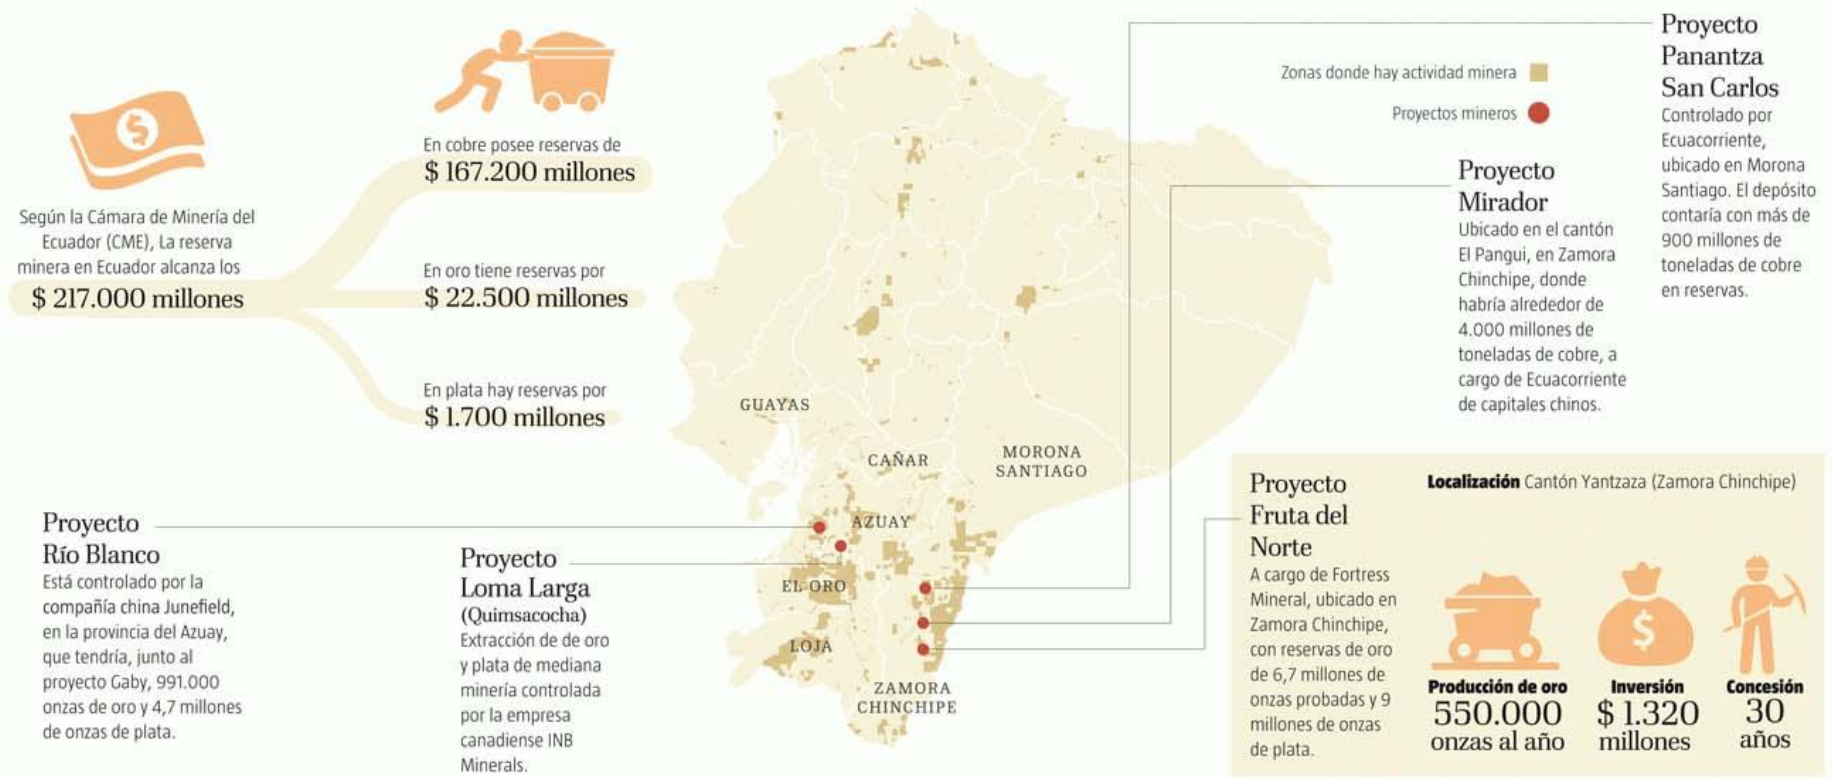 Según la Cámara de Minería del
Ecuador (CME), La reserva
minera en Ecuador alcanza los
$ 217.000 millones
En cobre posee reservas de
$ 167.200 millones
En oro tiene reservas por
$ 22.500 millones
En plata hay reservas por
$ 1.700 millones
Zonas donde hay actividad minera
Proyectos mineros
Proyecto
Panantza
San Carlos
Controlado por
Ecuacorriente,
ubicado en Morona
Santiago. El depósito
contaría con más de
900 millones de
toneladas de cobre
en reservas.
Proyecto
Mirador
Ubicado en el cantón
El Pangui, en Zamora
Chinchipe, donde
habría alrededor de
4.000 millones de
toneladas de cobre, a
cargo de Ecuacorriente
de capitales chinos.
GUAYAS
CAÑAR
MORONA
SANTIAGO
AZUAY
EL ORO
LOJA
ZAMORA
CHINCHIPE
Proyecto
Río Blanco
Está controlado por la
compañía china Junefield,
en la provincia del Azuay,
que tendría, junto al
proyecto Gaby, 991.000
onzas de oro y 4,7 millones
de onzas de plata.
Proyecto
Loma Larga
(Quimsacocha)
Extracción de de oro
y plata de mediana
minería controlada
por la empresa
canadiense INB
Minerals.
Proyecto
Fruta del
Norte
A cargo de Fortress
Mineral, ubicado en
Zamora Chinchipe,
con reservas de oro
de 6,7 millones de
onzas probadas y 9
millones de onzas
de plata.
Localización Cantón Yantzaza (Zamora Chinchipe)
$
Producción de oro
550.000
onzas al año
Inversión
$ 1.320
millones
Concesión
30
años